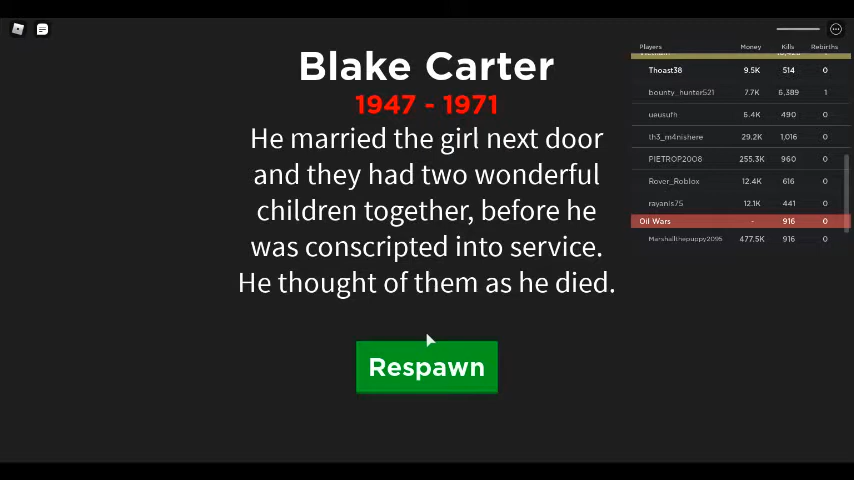 Blake Carter
1947 - 1971
He married the girl next door
and they had two wonderful
children together, before he
was conscripted into service.
He thought of them as he died.
Respawn
Players Money Kills Rebirths
Thoast38 9.5K 514 0
bounty_hunter521 7.7K 6,389 1
ueusufh 6.4K 490 0
th3_m4nishere 29.2K 1,016 0
PIETROP2008 255.3K 960 0
Rover_Roblox 12.4K 616 0
rayanis75 12.1K 441 0
Oil Wars - 916 0
Marshallthepuppy2095 477.5K 916 0